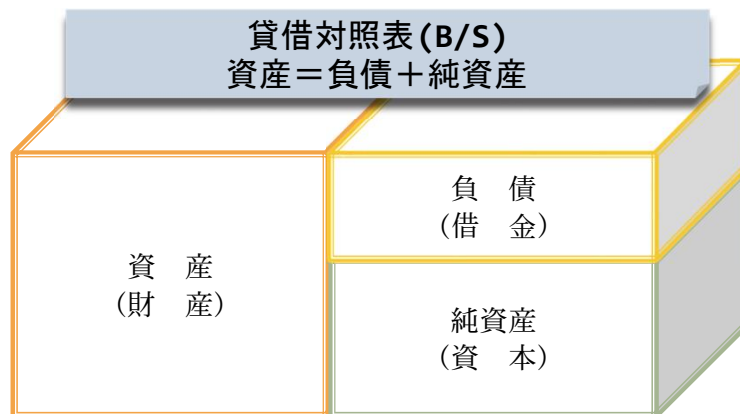 貸借対照表(B/S)
資産＝負債＋純資産
資　産
（財　産）
負　債
（借　金）
純資産
（資　本）